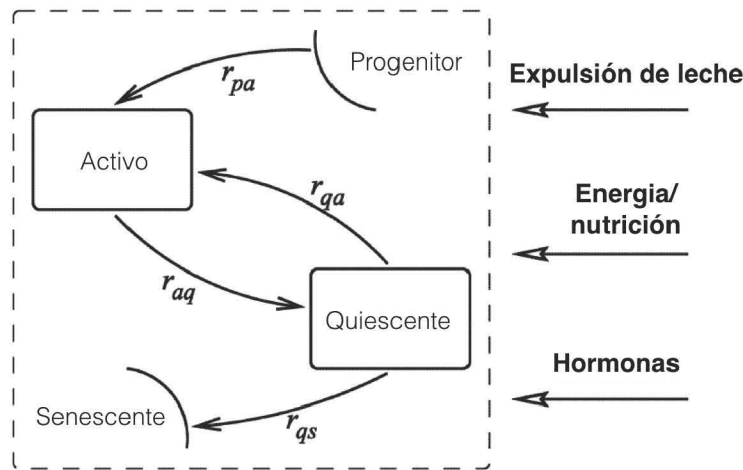 Progenitor
r_pa
Expulsión de leche
Activo
r_qa
Energia/
nutrición
r_aq
Quiescente
Hormonas
Senescente
r_qs